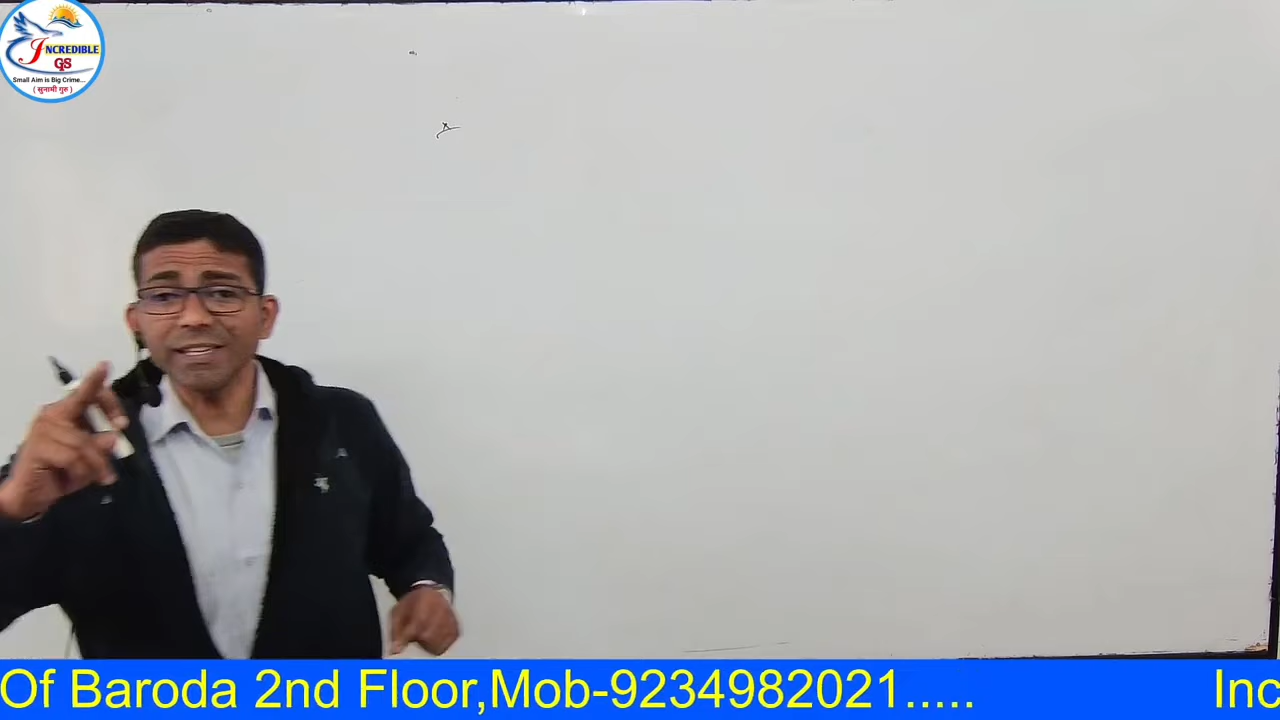 INCREDIBLE
GS
Small Aim is Big Crime...
( सुनामी गुरु )
Of Baroda 2nd Floor,Mob-9234982021..... Inc